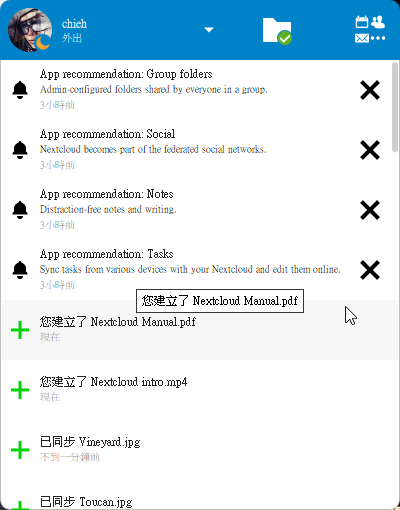 chieh
外出
App recommendation: Group folders
Admin-configured folders shared by everyone in a group.
3小時前
App recommendation: Social
Nextcloud becomes part of the federated social networks.
3小時前
App recommendation: Notes
Distraction-free notes and writing.
3小時前
App recommendation: Tasks
Sync tasks from various devices with your Nextcloud and edit them online.
3小時前
您建立了 Nextcloud Manual.pdf
您建立了 Nextcloud Manual.pdf
現在
您建立了 Nextcloud intro.mp4
現在
已同步 Vineyard.jpg
不到一分鐘前
已同步 Toucan.jpg